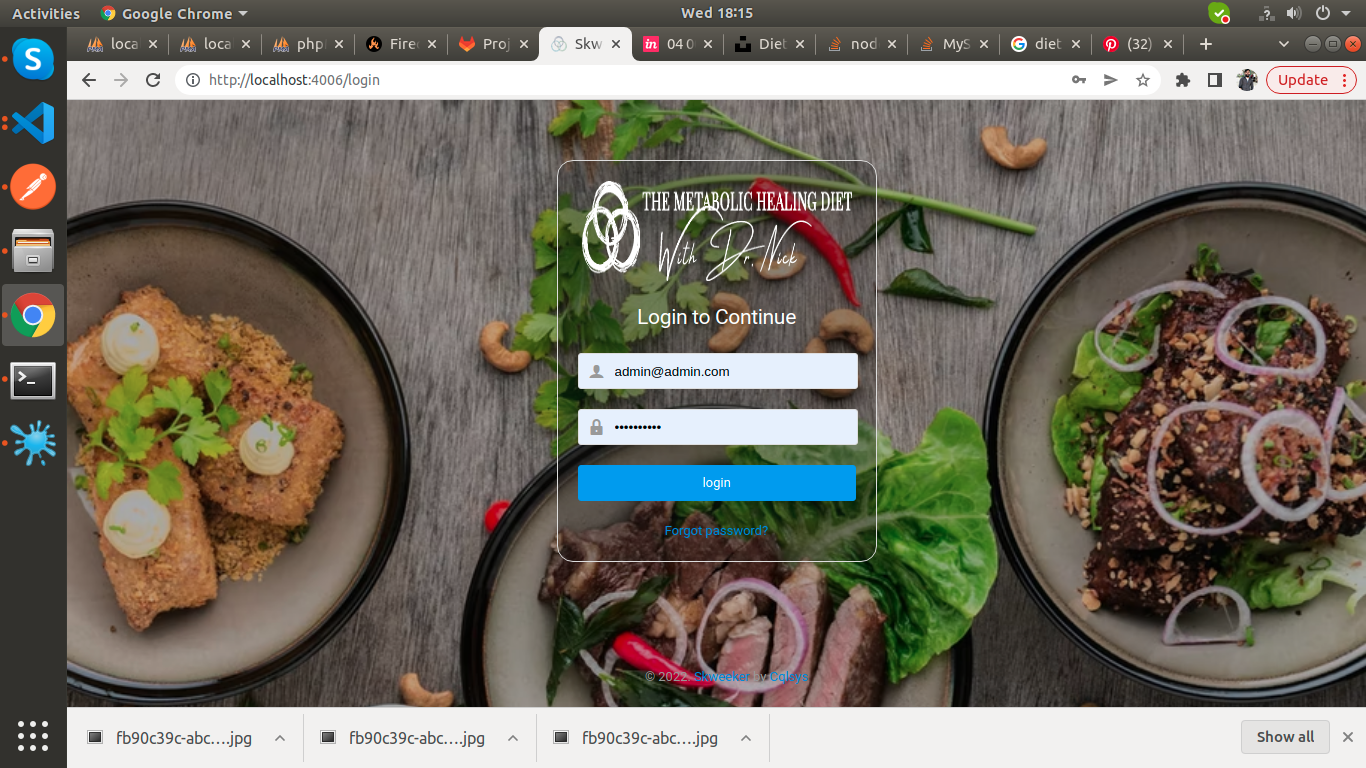 Activities Google Chrome Wed 18:15
loca loca php Fire Proj Skw in 04 0 Diet nod MyS diet (32)
http://localhost:4006/login Update
THE METABOLIC HEALING DIET
With Dr. Nick
Login to Continue
admin@admin.com
••••••••••
login
Forgot password?
© 2022. Skweeker by Cqlsys
fb90c39c-abc....jpg fb90c39c-abc....jpg fb90c39c-abc....jpg Show all